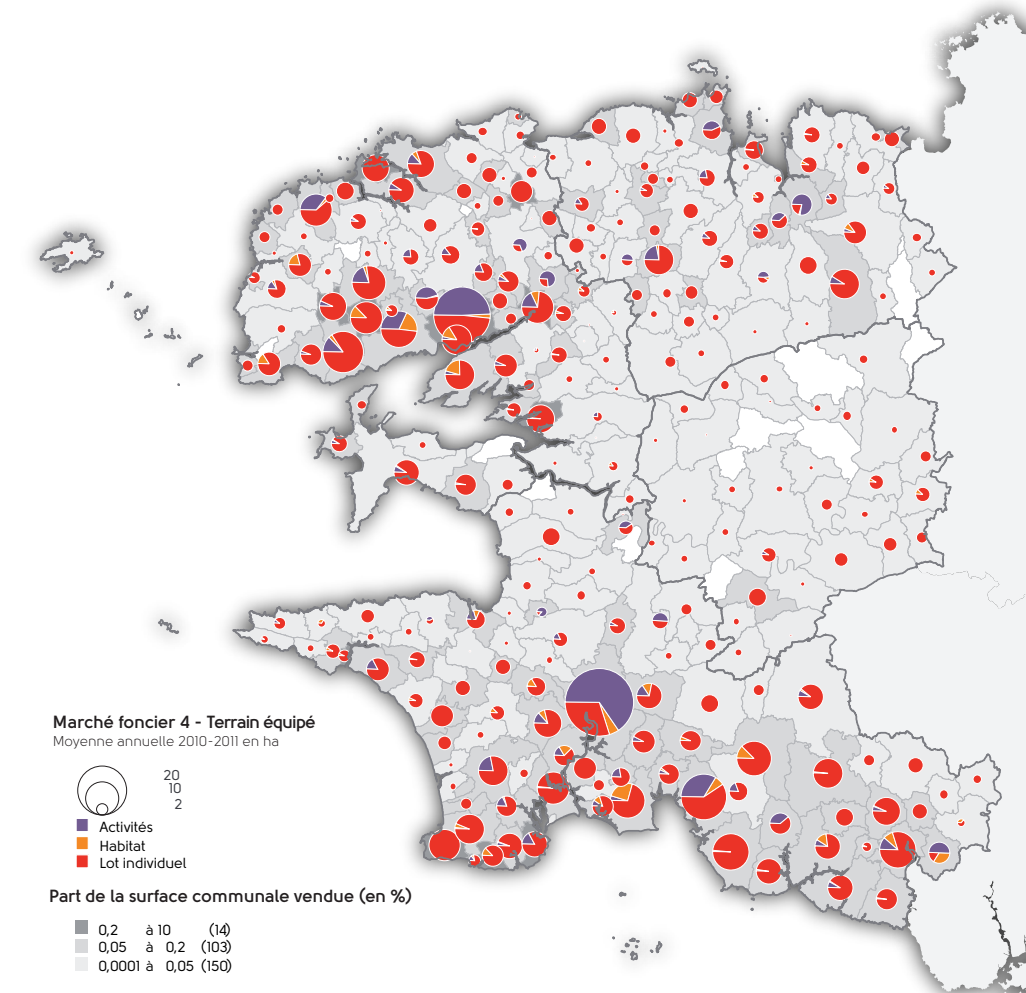 Marché foncier 4 - Terrain équipé
Moyenne annuelle 2010-2011 en ha
20
10
2
Activités
Habitat
Lot individuel
Part de la surface communale vendue (en %)
0,2 à 10 (14)
0,05 à 0,2 (103)
0,0001 à 0,05 (150)